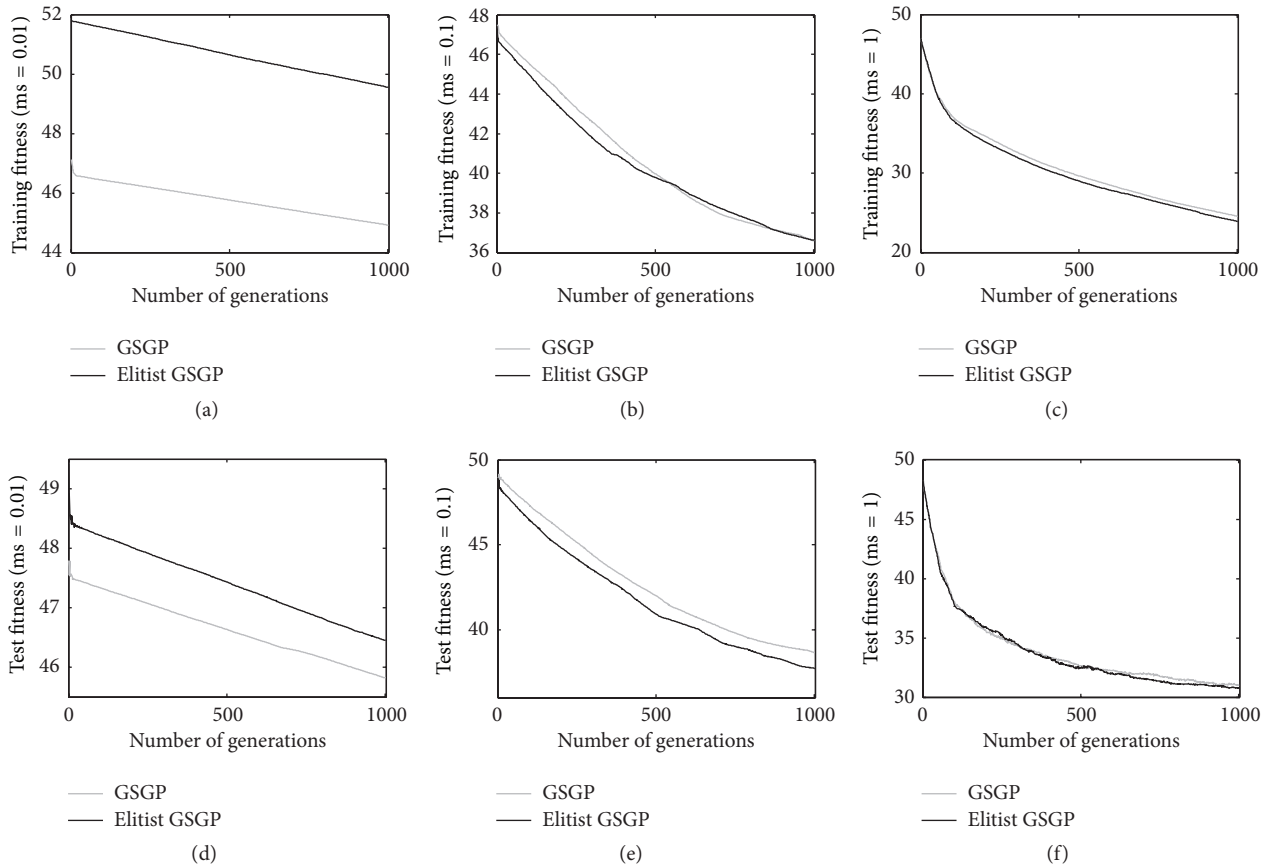 Training fitness (ms = 0.01)
52
50
48
46
44
0
500
1000
Number of generations
GSGP
Elitist GSGP
(a)
Training fitness (ms = 0.1)
48
46
44
42
40
38
36
0
500
1000
Number of generations
GSGP
Elitist GSGP
(b)
Training fitness (ms = 1)
50
40
30
20
0
500
1000
Number of generations
GSGP
Elitist GSGP
(c)
Test fitness (ms = 0.01)
49
48
47
46
0
500
1000
Number of generations
GSGP
Elitist GSGP
(d)
Test fitness (ms = 0.1)
50
45
40
0
500
1000
Number of generations
GSGP
Elitist GSGP
(e)
Test fitness (ms = 1)
50
45
40
35
30
0
500
1000
Number of generations
GSGP
Elitist GSGP
(f)